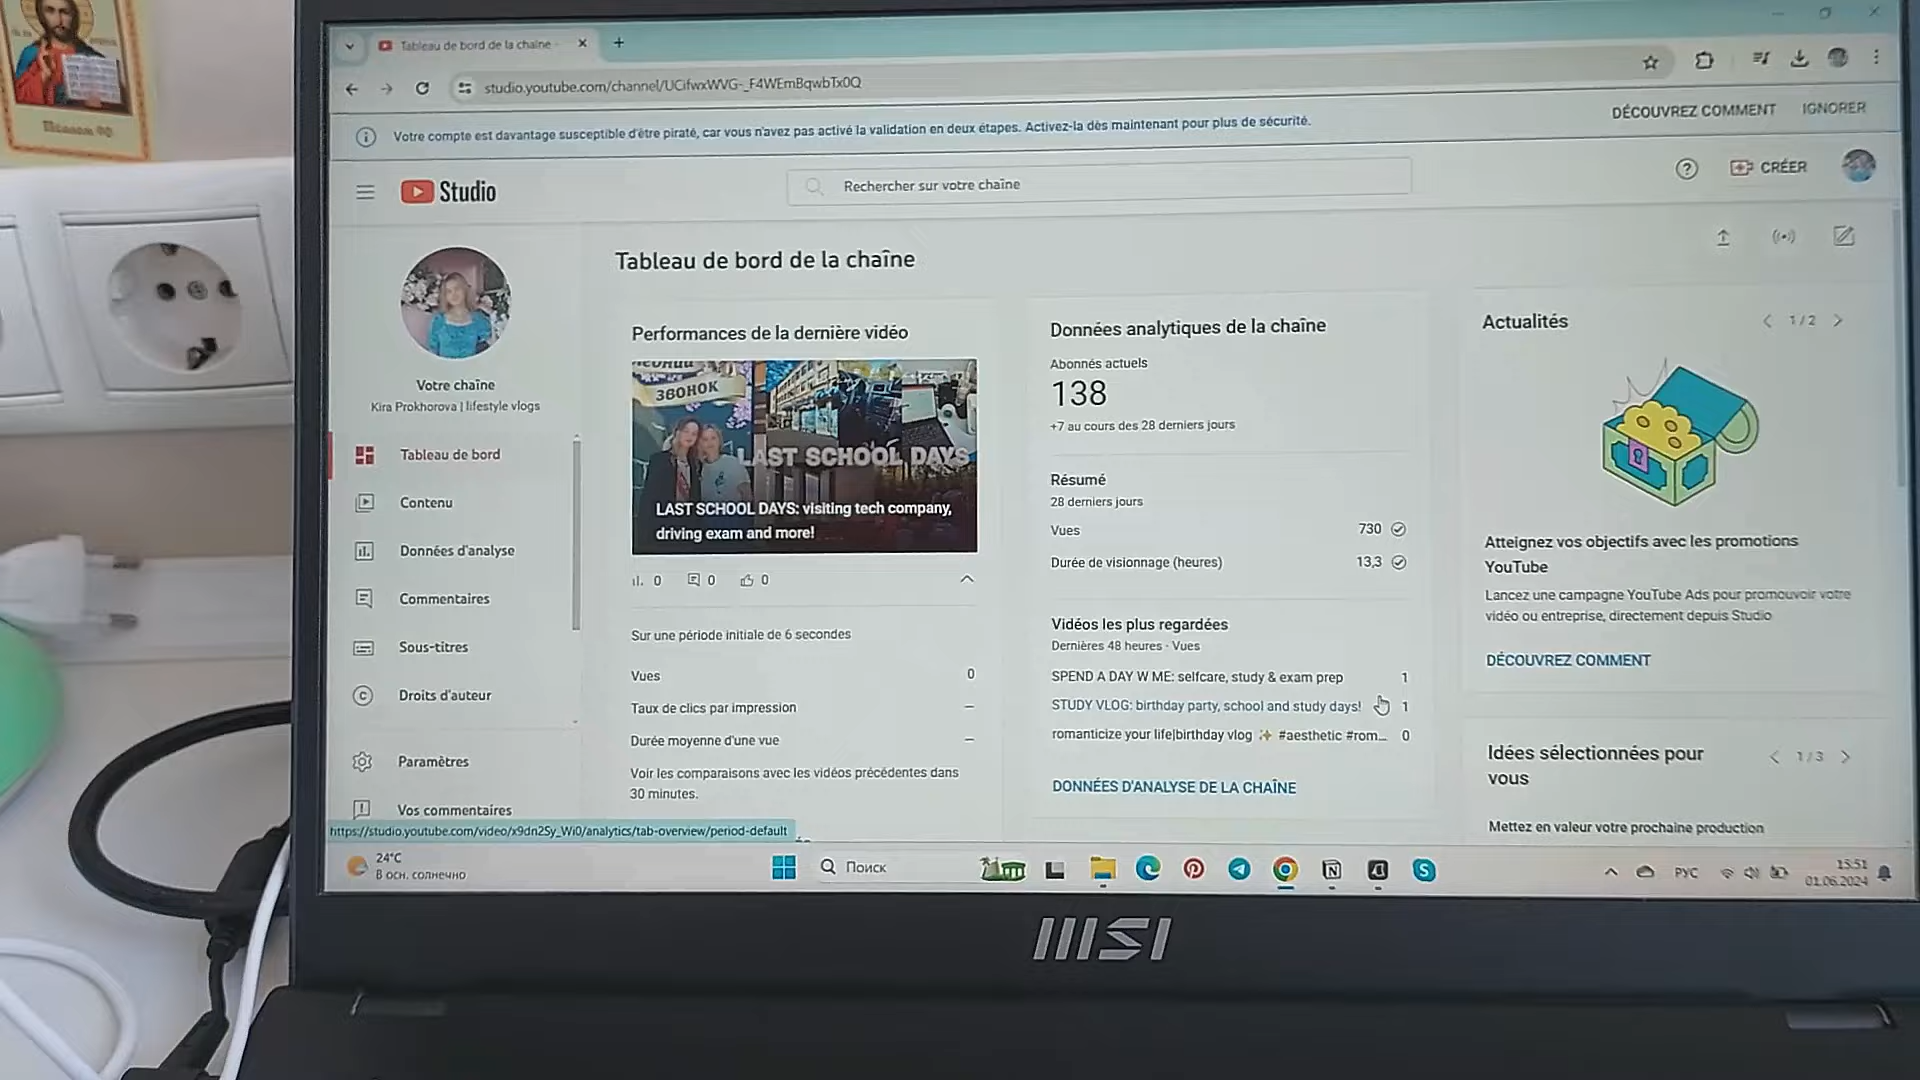 Псалом 90
Tableau de bord de la chaîne -
studio.youtube.com/channel/UCifwxWVG-_F4WEmBqwbTx0Q
Votre compte est davantage susceptible d'être piraté, car vous n'avez pas activé la validation en deux étapes. Activez-la dès maintenant pour plus de sécurité.
DÉCOUVREZ COMMENT
IGNORER
Studio
Rechercher sur votre chaîne
CRÉER
Votre chaîne
Kira Prokhorova | lifestyle vlogs
Tableau de bord
Contenu
Données d'analyse
Commentaires
Sous-titres
Droits d'auteur
Paramètres
Vos commentaires
Tableau de bord de la chaîne
Performances de la dernière vidéo
ЗВОНОК
LAST SCHOOL DAYS
LAST SCHOOL DAYS: visiting tech company,
driving exam and more!
0 0 0
Sur une période initiale de 6 secondes
Vues 0
Taux de clics par impression –
Durée moyenne d'une vue –
Voir les comparaisons avec les vidéos précédentes dans
30 minutes.
Données analytiques de la chaîne
Abonnés actuels
138
+7 au cours des 28 derniers jours
Résumé
28 derniers jours
Vues 730
Durée de visionnage (heures) 13,3
Vidéos les plus regardées
Dernières 48 heures · Vues
SPEND A DAY W ME: selfcare, study & exam prep 1
STUDY VLOG: birthday party, school and study days! 1
romanticize your life|birthday vlog ✨ #aesthetic #rom... 0
DONNÉES D'ANALYSE DE LA CHAÎNE
Actualités
1/2
Atteignez vos objectifs avec les promotions
YouTube
Lancez une campagne YouTube Ads pour promouvoir votre
vidéo ou entreprise, directement depuis Studio
DÉCOUVREZ COMMENT
Idées sélectionnées pour
vous
1/3
Mettez en valeur votre prochaine production
https://studio.youtube.com/video/x9dn2Sy_Wi0/analytics/tab-overview/period-default
24°C
В осн. солнечно
Поиск
РУС
15:51
01.06.2024
msi